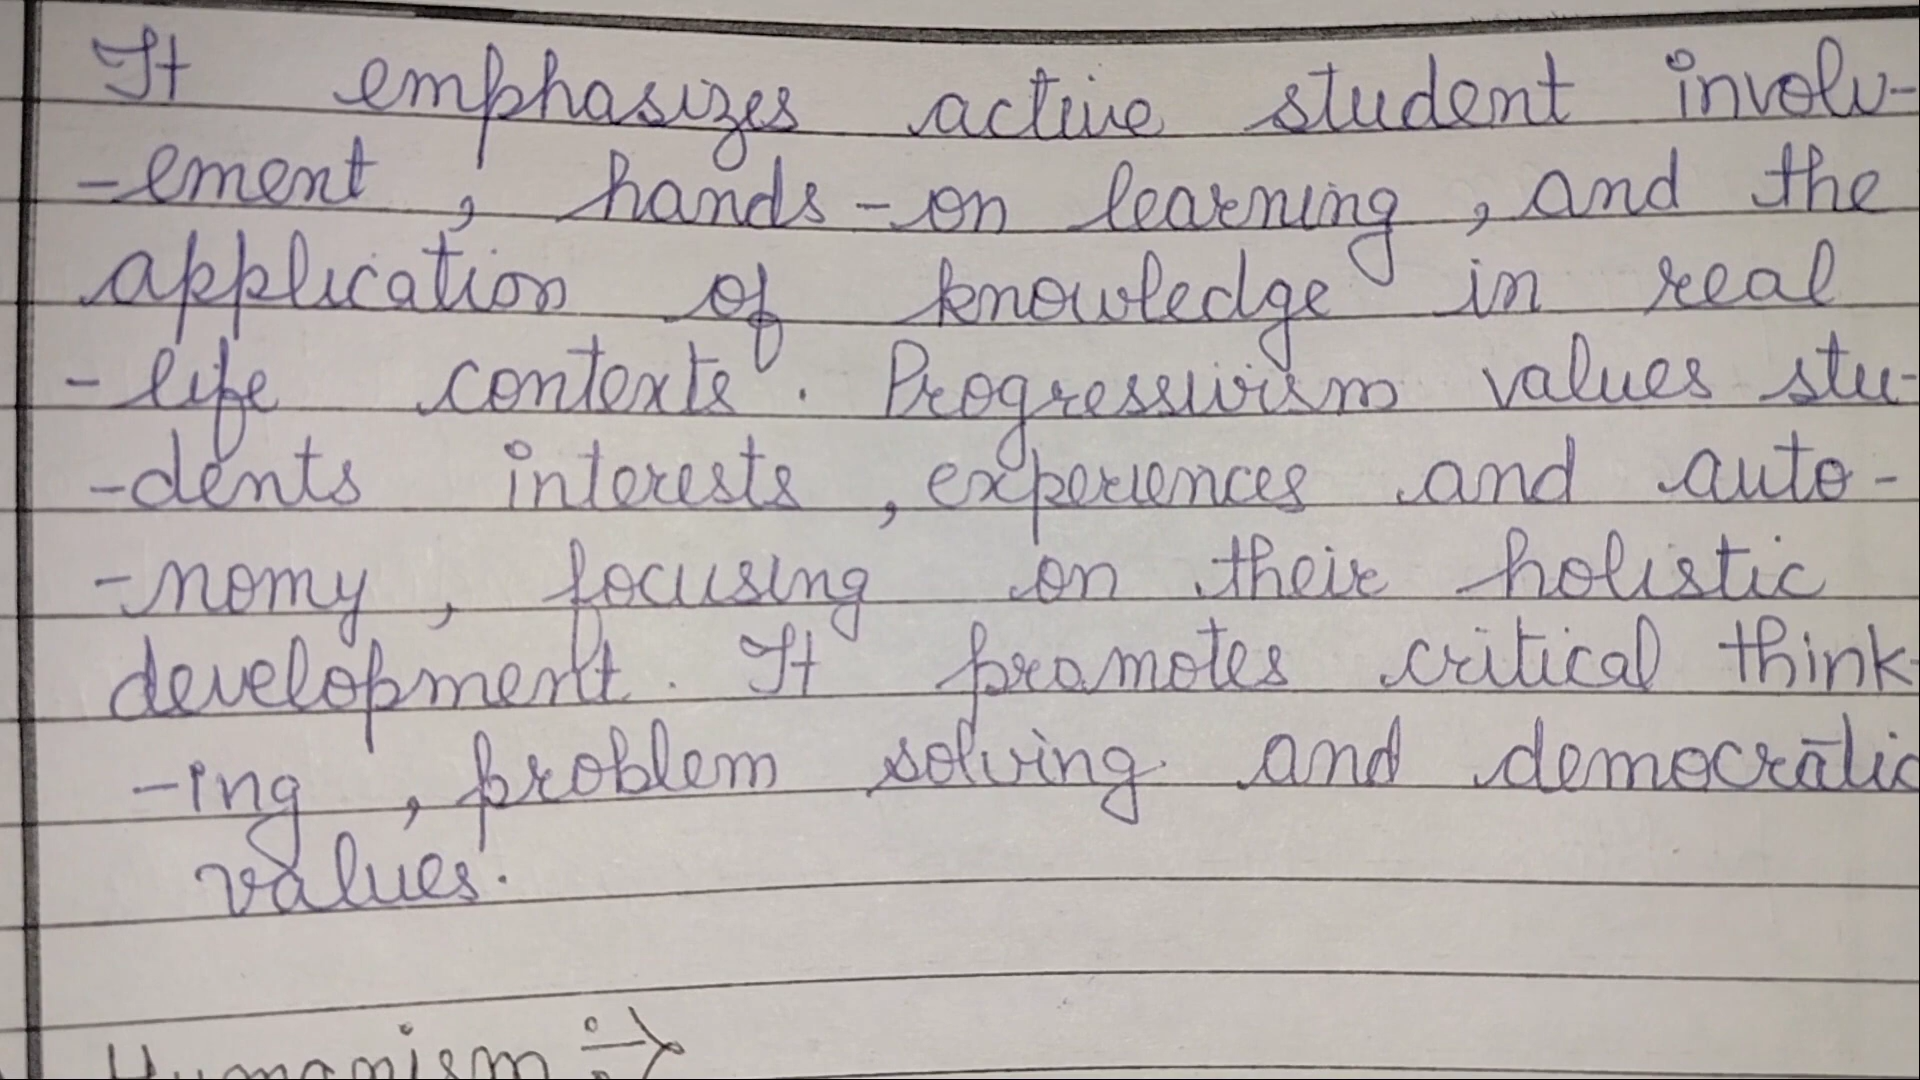 It emphasizes active student involv-
-ement, hands-on learning, and the
application of knowledge in real
-life contexts. Progressivism values stu-
-dents interests, experiences and auto-
-nomy, focusing on their holistic
development. It promotes critical think-
-ing, problem solving and democratic
values.
Humanism ÷>